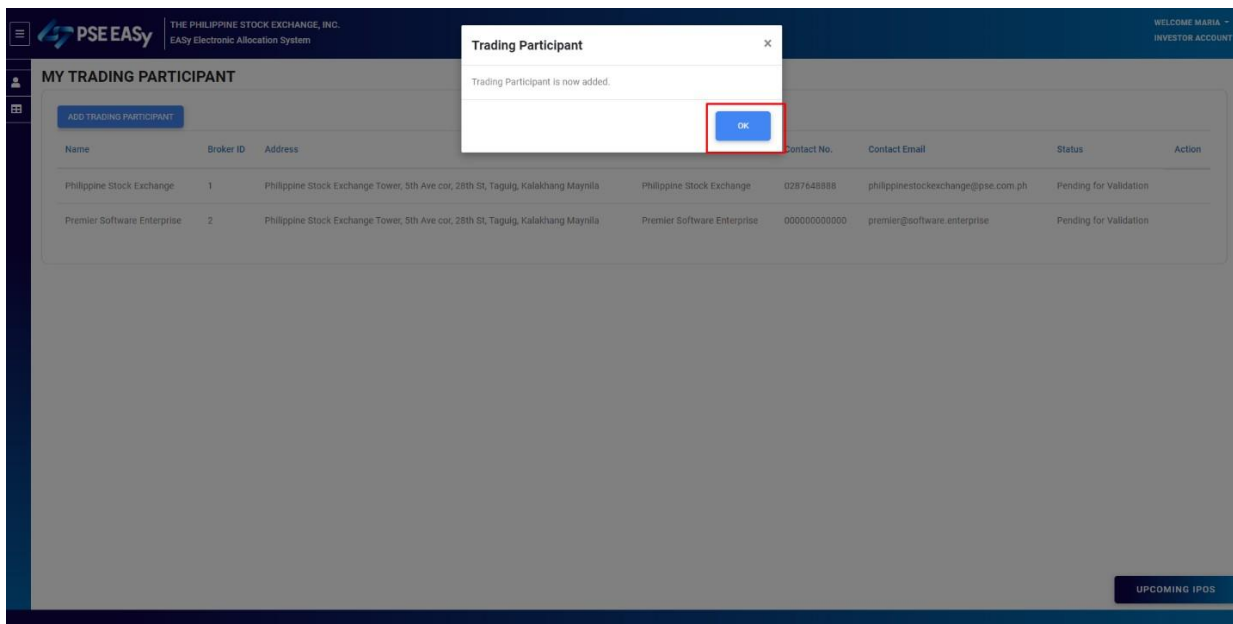 PSE EASy
THE PHILIPPINE STOCK EXCHANGE, INC.
EASy Electronic Allocation System
WELCOME MARIA
INVESTOR ACCOUNT
Trading Participant ×
Trading Participant is now added.
OK
MY TRADING PARTICIPANT
ADD TRADING PARTICIPANT
Name Broker ID Address Contact No. Contact Email Status Action
Philippine Stock Exchange 1 Philippine Stock Exchange Tower, 5th Ave cor, 28th St, Taguig, Kalakhang Maynila Philippine Stock Exchange 0287648888 philippinestockexchange@pse.com.ph Pending for Validation
Premier Software Enterprise 2 Philippine Stock Exchange Tower, 5th Ave cor, 28th St, Taguig, Kalakhang Maynila Premier Software Enterprise 000000000000 premier@software.enterprise Pending for Validation
UPCOMING IPOS